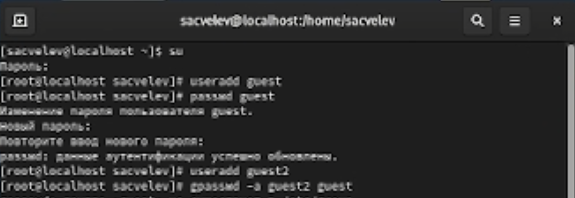 sacvelev@localhost:/home/sacvelev
[sacvelev@localhost ~]$ su
Пароль:
[root@localhost sacvelev]# useradd guest
[root@localhost sacvelev]# passwd guest
Изменение пароля пользователя guest.
Новый пароль:
Повторите ввод нового пароля:
passwd: данные аутентификации успешно обновлены.
[root@localhost sacvelev]# useradd guest2
[root@localhost sacvelev]# gpasswd -a guest2 guest